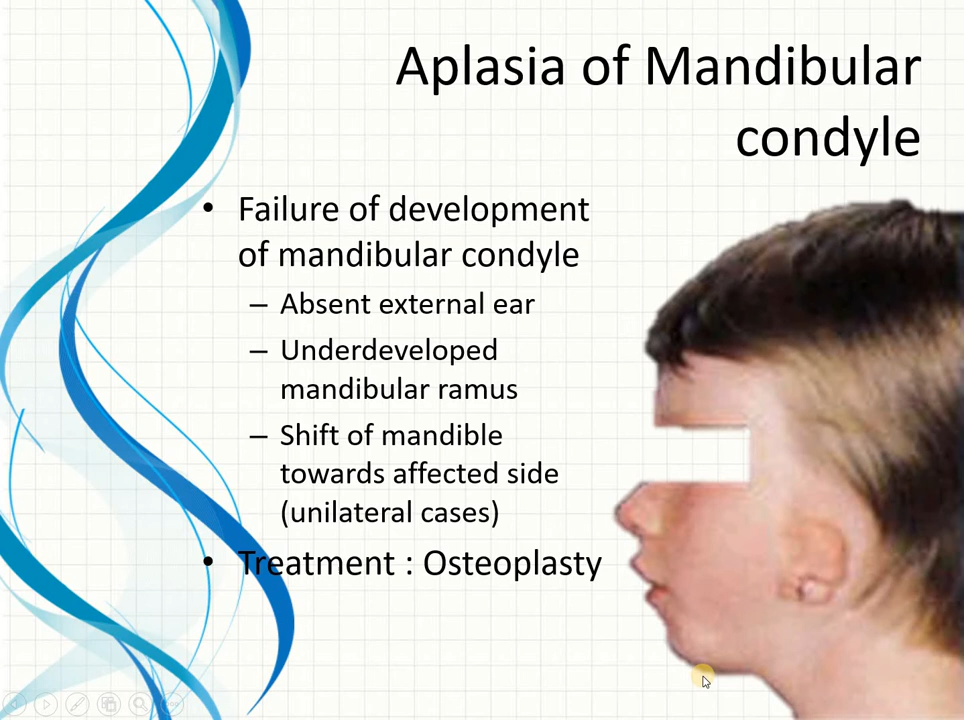 Aplasia of Mandibular
condyle
• Failure of development
of mandibular condyle
– Absent external ear
– Underdeveloped
mandibular ramus
– Shift of mandible
towards affected side
(unilateral cases)
• Treatment : Osteoplasty